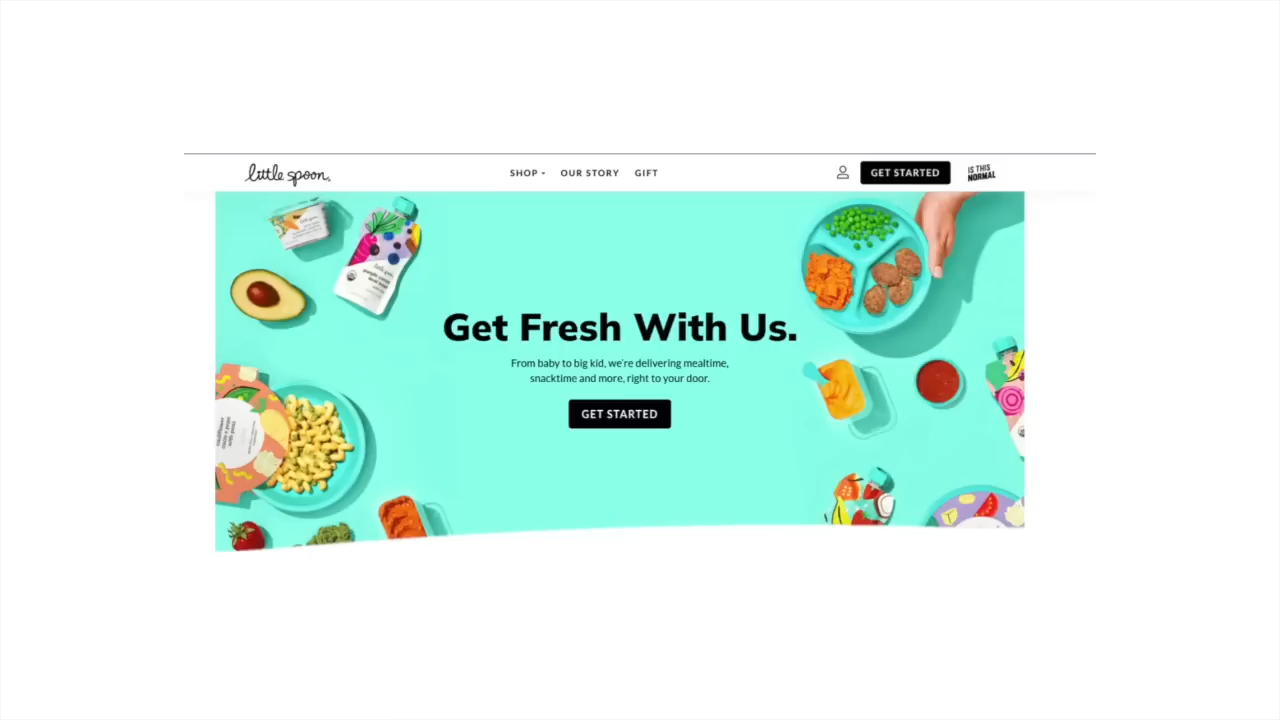 little spoon.
SHOP
OUR STORY
GIFT
GET STARTED
IS THIS
NORMAL
Get Fresh With Us.
From baby to big kid, we're delivering mealtime,
snacktime and more, right to your door.
GET STARTED